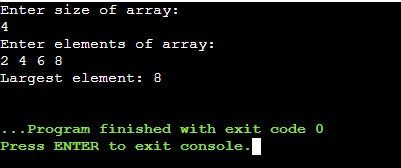 Enter size of array:
4
Enter elements of array:
2 4 6 8
Largest element: 8
...Program finished with exit code 0
Press ENTER to exit console.